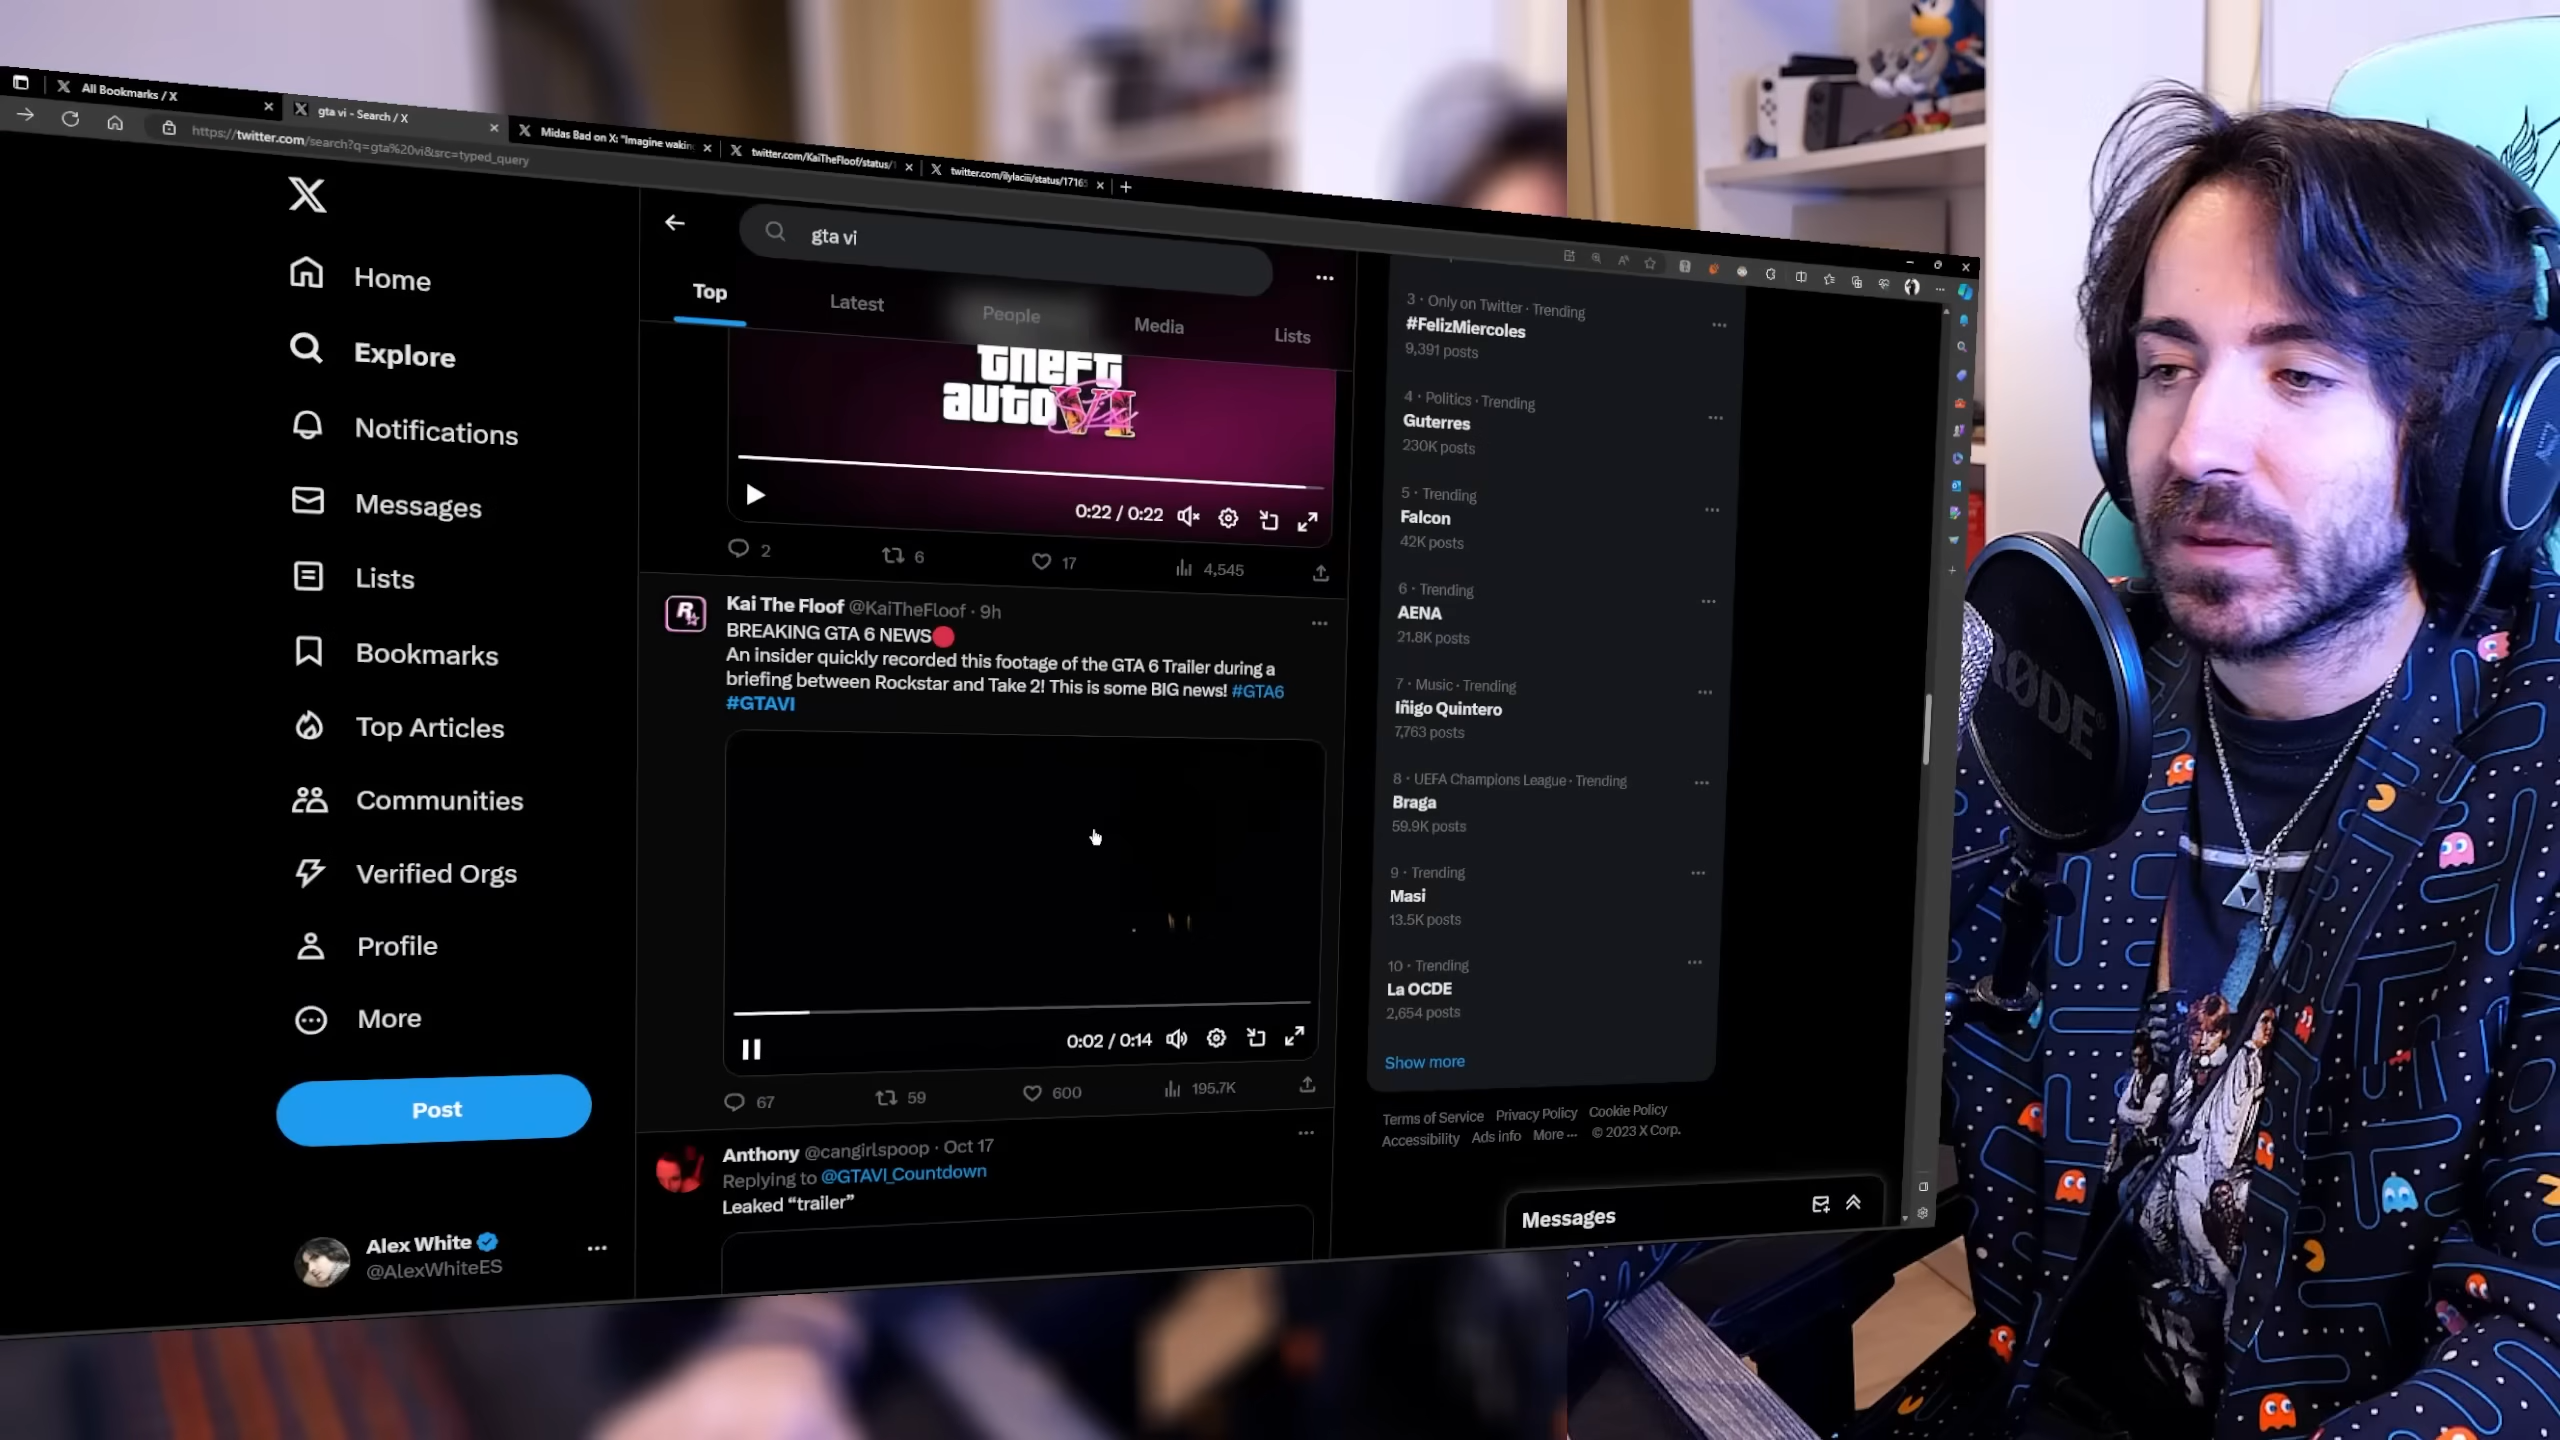 All Bookmarks / X
gta vi - Search / X
Midas Bad on X: "Imagine wakin
twitter.com/KaiTheFloof/status/
twitter.com/ilylaciii/status/1716
https://twitter.com/search?q=gta%20vi&src=typed_query
Home
Explore
Notifications
Messages
Lists
Bookmarks
Top Articles
Communities
Verified Orgs
Profile
More
Post
Alex White
@AlexWhiteES
gta vi
Top
Latest
People
Media
Lists
theft
auto VI
0:22 / 0:22
2
6
17
4,545
Kai The Floof @KaiTheFloof · 9h
BREAKING GTA 6 NEWS🔴
An insider quickly recorded this footage of the GTA 6 Trailer during a
briefing between Rockstar and Take 2! This is some BIG news! #GTA6
#GTAVI
0:02 / 0:14
67
59
600
195.7K
Anthony @cangirlspoop · Oct 17
Replying to @GTAVI_Countdown
Leaked “trailer”
3 · Only on Twitter · Trending
#FelizMiercoles
9,391 posts
4 · Politics · Trending
Guterres
230K posts
5 · Trending
Falcon
42K posts
6 · Trending
AENA
21.8K posts
7 · Music · Trending
Iñigo Quintero
7,763 posts
8 · UEFA Champions League · Trending
Braga
59.9K posts
9 · Trending
Masi
13.5K posts
10 · Trending
La OCDE
2,654 posts
Show more
Terms of Service Privacy Policy Cookie Policy
Accessibility Ads info More ··· © 2023 X Corp.
Messages
RØDE